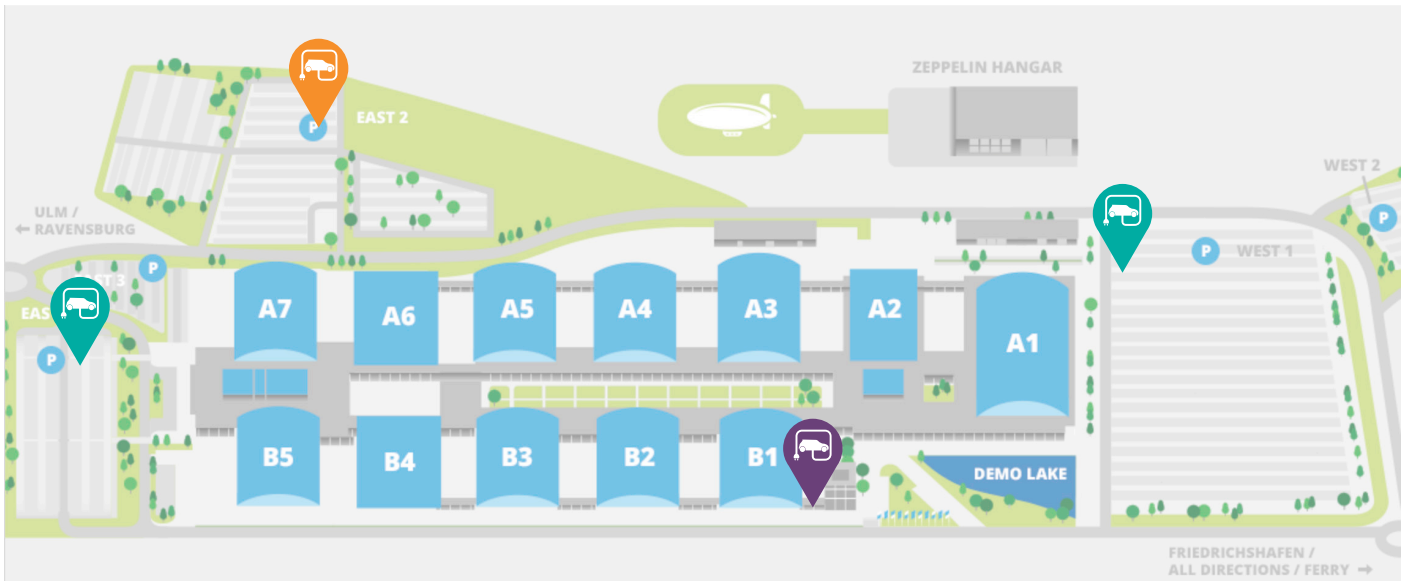 ZEPPELIN HANGAR
P
EAST 2
WEST 2
P
ULM /
← RAVENSBURG
P
WEST 1
P
A7
A6
A5
A4
A3
A2
A1
P
B5
B4
B3
B2
B1
DEMO LAKE
FRIEDRICHSHAFEN /
ALL DIRECTIONS / FERRY →